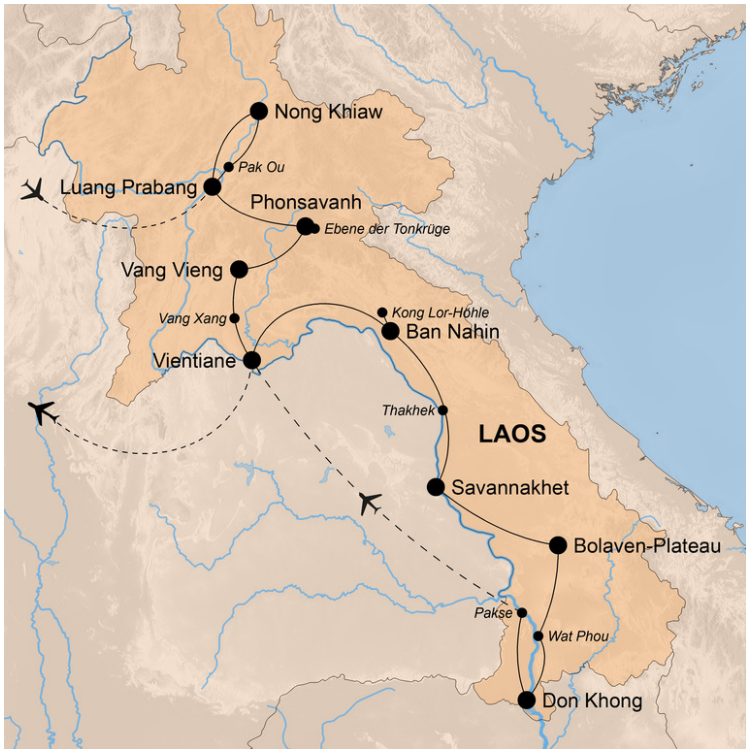 Nong Khiaw
Pak Ou
Luang Prabang
Phonsavanh
Ebene der Tonkrüge
Vang Vieng
Kong Lor-Höhle
Vang Xang
Ban Nahin
Vientiane
Thakhek
LAOS
Savannakhet
Bolaven-Plateau
Pakse
Wat Phou
Don Khong